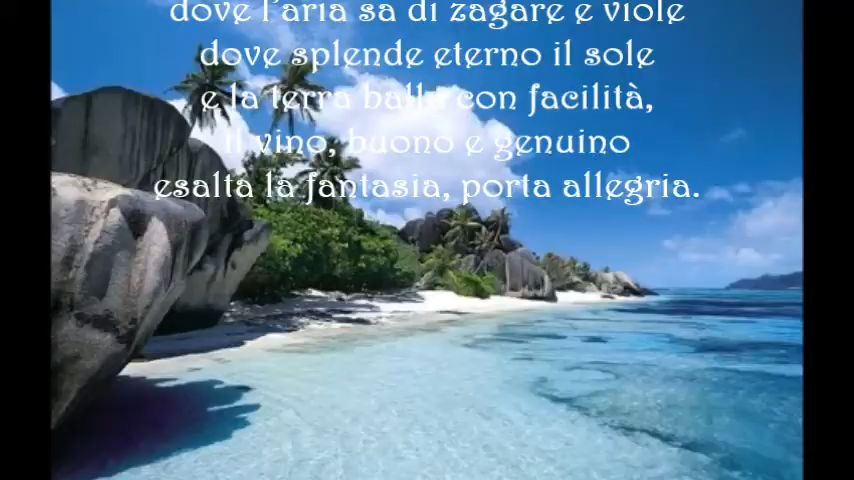 dove l'aria sa di zagare e viole
dove splende eterno il sole
e la terra balla con facilità,
il vino, buono e genuino
esalta la fantasia, porta allegria.